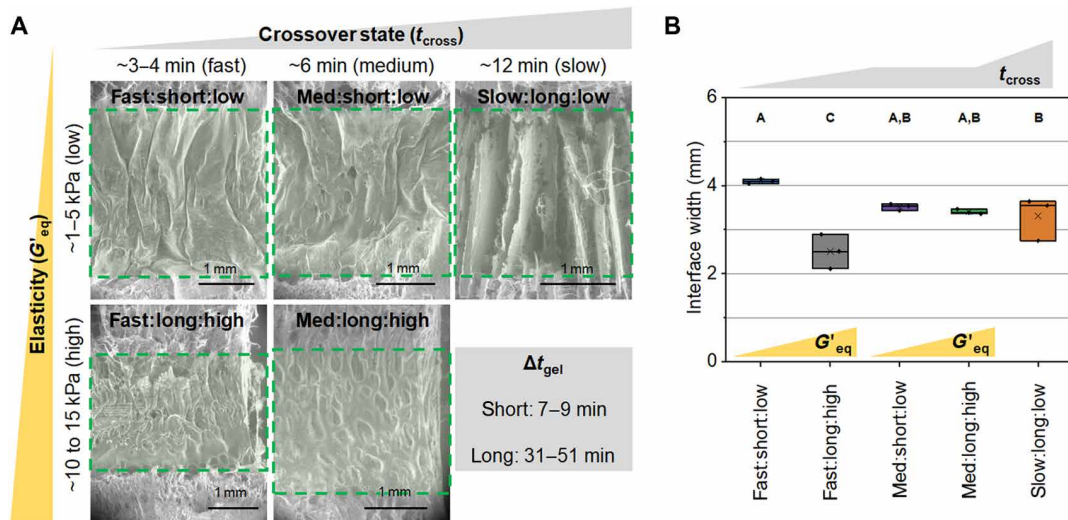 A
Crossover state (tcross)
~3–4 min (fast)
~6 min (medium)
~12 min (slow)
Elasticity (G'eq)
~1–5 kPa (low)
~10 to 15 kPa (high)
Fast:short:low
Med:short:low
Slow:long:low
1 mm
1 mm
1 mm
Fast:long:high
Med:long:high
1 mm
1 mm
Δtgel
Short: 7–9 min
Long: 31–51 min
B
tcross
Interface width (mm)
6
4
2
0
A
C
A,B
A,B
B
G'eq
G'eq
Fast:short:low
Fast:long:high
Med:short:low
Med:long:high
Slow:long:low